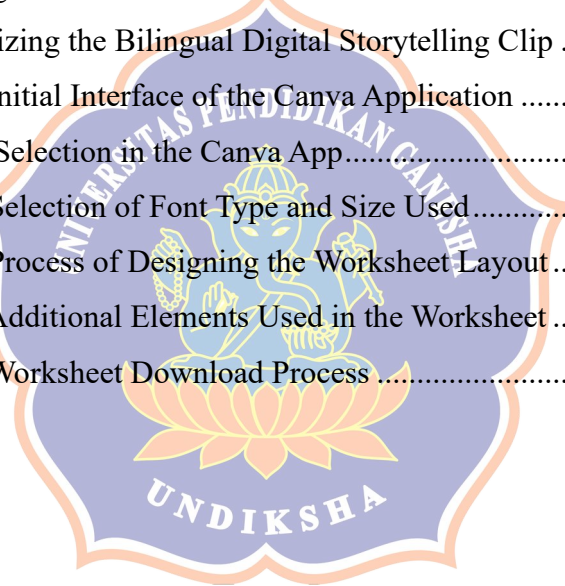 izing the Bilingual Digital Storytelling Clip .
nitial Interface of the Canva Application ......
Selection in the Canva App............................
Selection of Font Type and Size Used............
Process of Designing the Worksheet Layout..
Additional Elements Used in the Worksheet ..
Worksheet Download Process ........................
UNIVERSITAS PENDIDIKAN GANESHA
UNDIKSHA